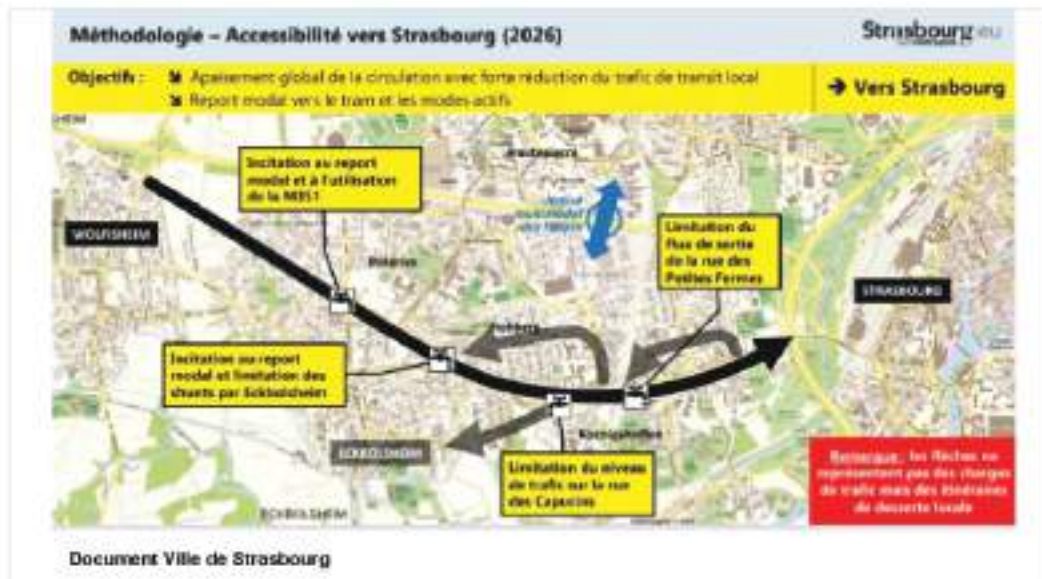 Méthodologie – Accessibilité vers Strasbourg (2026)
Strasbourg.eu
Objectifs :
Apaisement global de la circulation avec forte réduction du trafic de transit local
Report modal vers le train et les modes actifs
Vers Strasbourg
Hautepierre
Incitation au report
modal et à l'utilisation
de la M351
WOLFISHEIM
Limitation du
flux de sortie
de la rue des
Petites Fermes
STRASBOURG
Hohberg
Incitation au report
modal et limitation des
shunts par Eckbolsheim
Koenigshoffen
ECKBOLSHEIM
Limitation du niveau
de trafic sur la rue
des Capucins
Remarque : les flèches ne
représentent pas des charges
de trafic mais des itinéraires
de desserte locale
ECKBOLSHEIM
Document Ville de Strasbourg